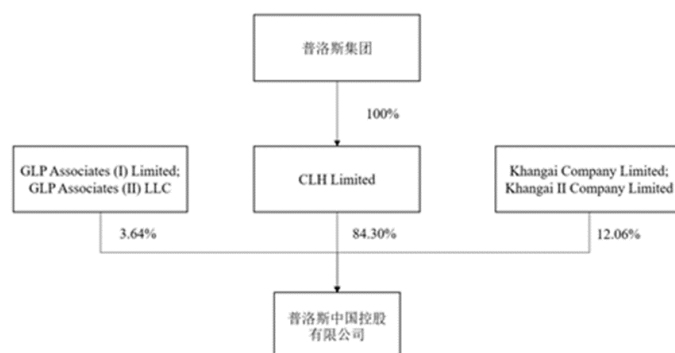 普洛斯集团
100%
GLP Associates (I) Limited;
GLP Associates (II) LLC
CLH Limited
Khangai Company Limited;
Khangai II Company Limited
3.64%
84.30%
12.06%
普洛斯中国控股
有限公司